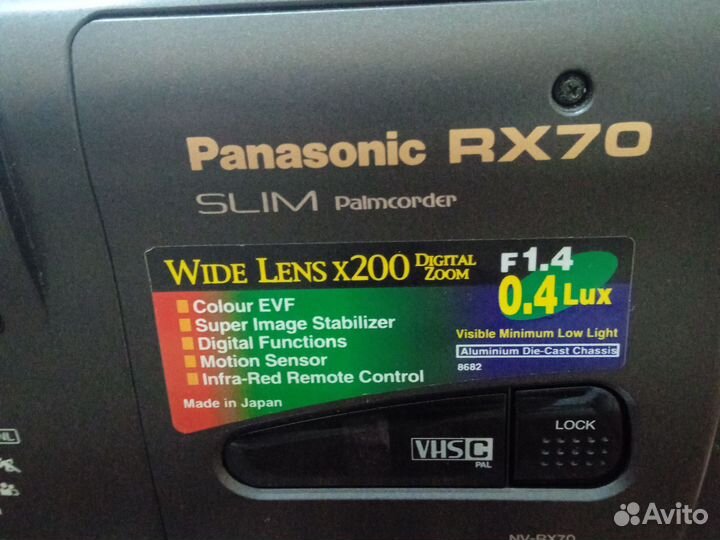 Panasonic RX70
SLIM Palmcorder
WIDE LENS X200 DIGITAL ZOOM
F1.4
0.4 Lux
Colour EVF
Super Image Stabilizer
Digital Functions
Motion Sensor
Infra-Red Remote Control
Visible Minimum Low Light
Aluminium Die-Cast Chassis
8682
Made in Japan
LOCK
VHS C
PAL
NV-RX70
Avito